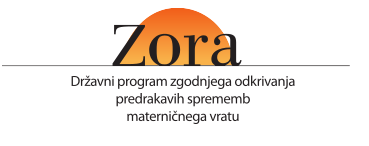 Zora
Državni program zgodnjega odkrivanja
predrakavih sprememb
materničnega vratu